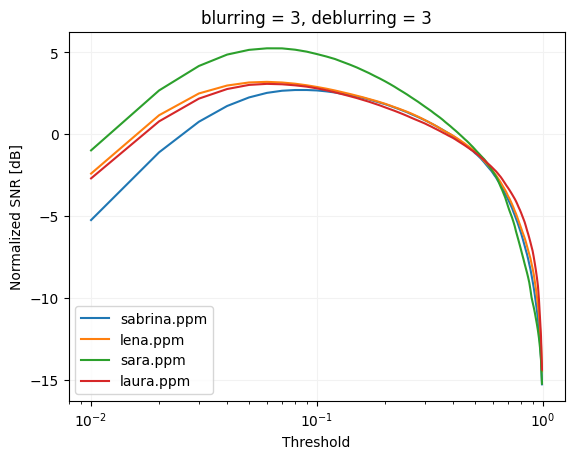 blurring = 3, deblurring = 3
Normalized SNR [dB]
5
0
−5
−10
−15
sabrina.ppm
lena.ppm
sara.ppm
laura.ppm
10⁻²
10⁻¹
10⁰
Threshold